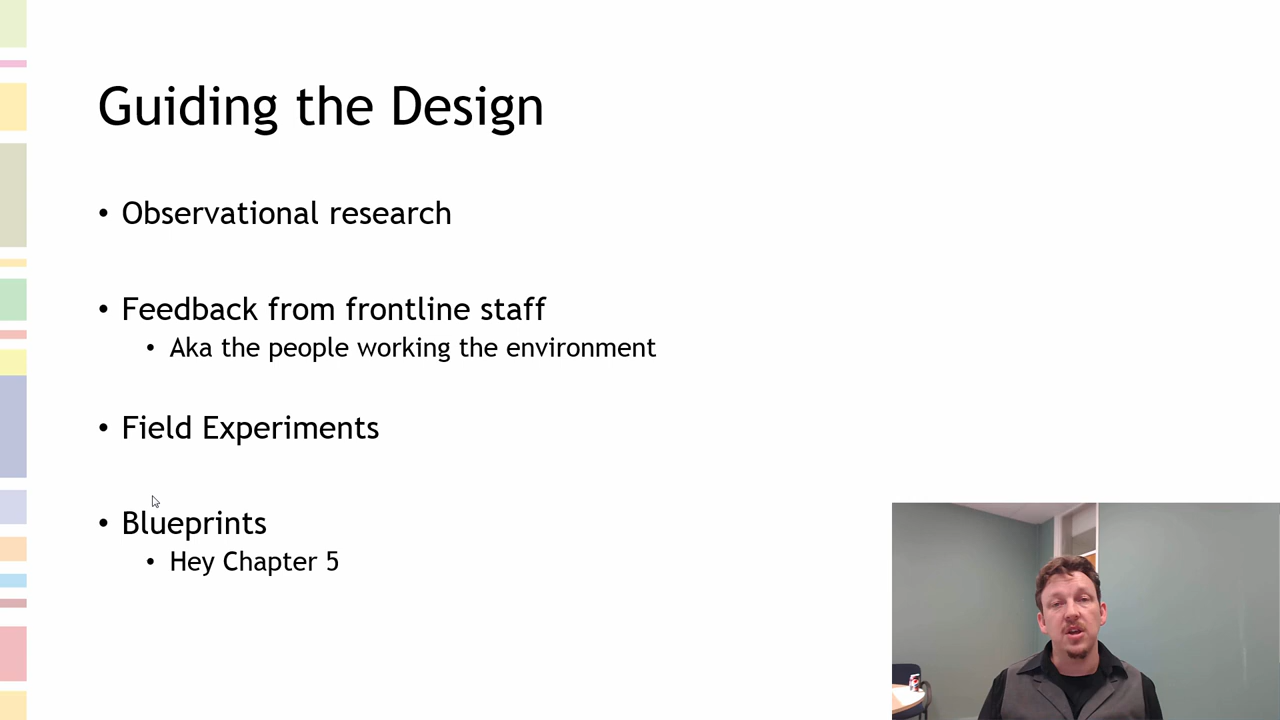 Guiding the Design
• Observational research
• Feedback from frontline staff
• Aka the people working the environment
• Field Experiments
• Blueprints
• Hey Chapter 5